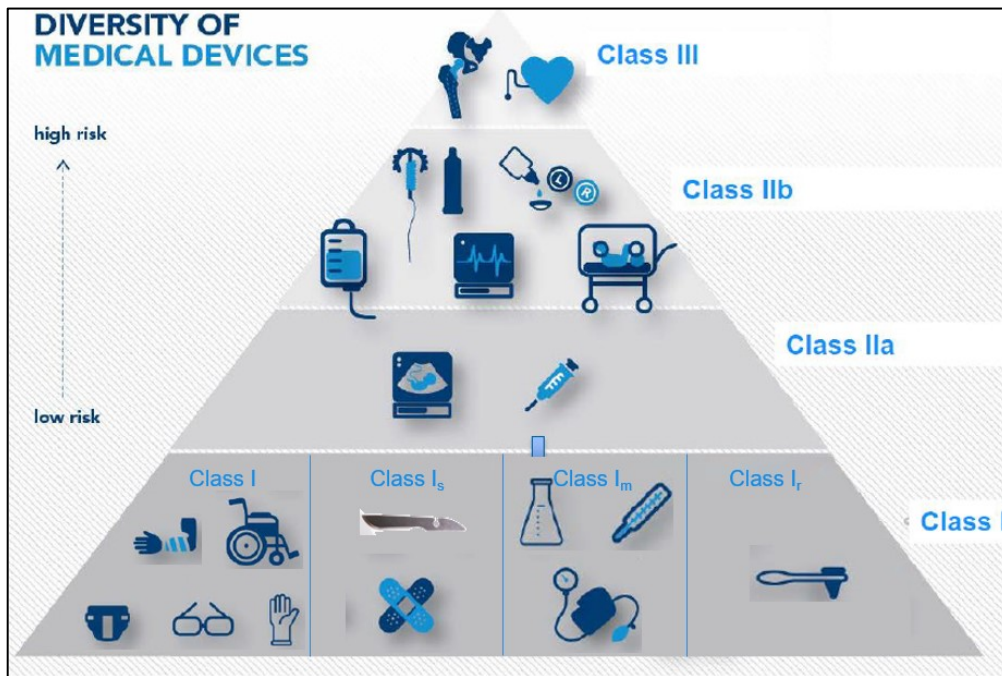 DIVERSITY OF
MEDICAL DEVICES
Class III
high risk
Class IIb
L
R
Class IIa
low risk
Class I
Class Is
Class Im
Class Ir
Class I